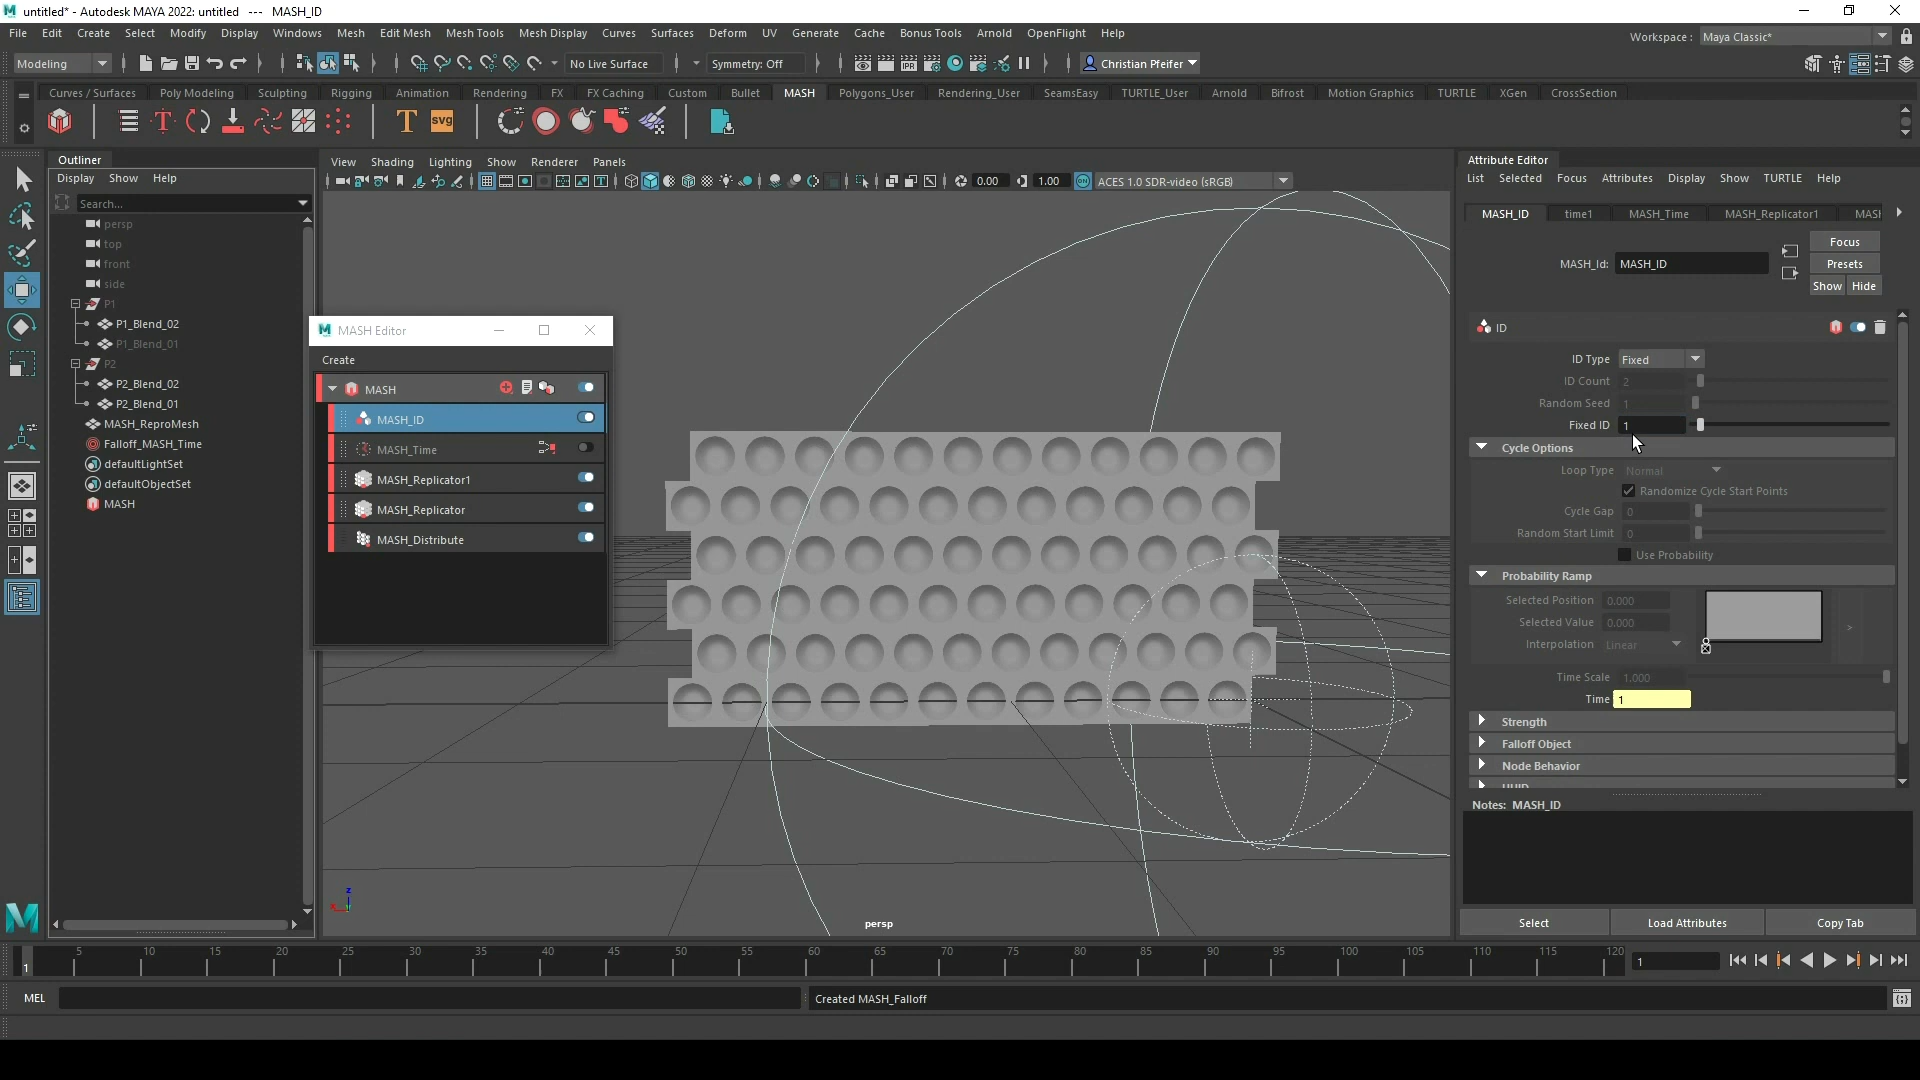 untitled* - Autodesk MAYA 2022: untitled --- MASH_ID
File Edit Create Select Modify Display Windows Mesh Edit Mesh Mesh Tools Mesh Display Curves Surfaces Deform UV Generate Cache Bonus Tools Arnold OpenFlight Help
Workspace : Maya Classic*
Modeling No Live Surface Symmetry: Off IPR Christian Pfeifer
Curves / Surfaces Poly Modeling Sculpting Rigging Animation Rendering FX FX Caching Custom Bullet MASH Polygons_User Rendering_User SeamsEasy TURTLE_User Arnold Bifrost Motion Graphics TURTLE XGen CrossSection
T svg
Outliner
Display Show Help
Search...
persp
top
front
side
P1
P1_Blend_02
P1_Blend_01
P2
P2_Blend_02
P2_Blend_01
MASH_ReproMesh
Falloff_MASH_Time
defaultLightSet
defaultObjectSet
MASH
View Shading Lighting Show Renderer Panels
0.00 1.00 ACES 1.0 SDR-video (sRGB)
MASH Editor
Create
MASH
MASH_ID
MASH_Time
MASH_Replicator1
MASH_Replicator
MASH_Distribute
z
x
persp
Attribute Editor
List Selected Focus Attributes Display Show TURTLE Help
MASH_ID time1 MASH_Time MASH_Replicator1 MASH
MASH_Id: MASH_ID
Focus
Presets
Show Hide
ID
ID Type Fixed
ID Count 2
Random Seed 1
Fixed ID 1
Cycle Options
Loop Type Normal
Randomize Cycle Start Points
Cycle Gap 0
Random Start Limit 0
Use Probability
Probability Ramp
Selected Position 0.000
Selected Value 0.000
Interpolation Linear
>
Time Scale 1.000
Time 1
Strength
Falloff Object
Node Behavior
UUID
Notes: MASH_ID
Select Load Attributes Copy Tab
1 5 10 15 20 25 30 35 40 45 50 55 60 65 70 75 80 85 90 95 100 105 110 115 120 1
MEL Created MASH_Falloff